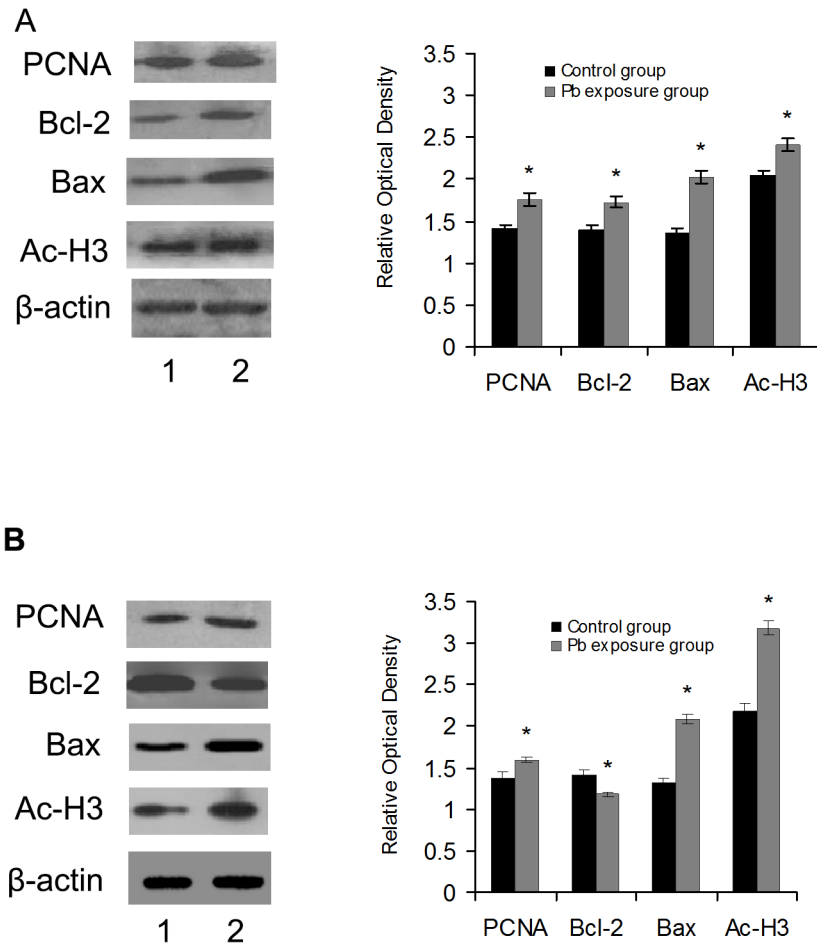 A
PCNA
Bcl-2
Bax
Ac-H3
β-actin
1 2
3.5
3
2.5
2
1.5
1
0.5
0
Relative Optical Density
Control group
Pb exposure group
*
*
*
*
PCNA Bcl-2 Bax Ac-H3
B
PCNA
Bcl-2
Bax
Ac-H3
β-actin
1 2
3.5
3
2.5
2
1.5
1
0.5
0
Relative Optical Density
Control group
Pb exposure group
*
*
*
*
PCNA Bcl-2 Bax Ac-H3